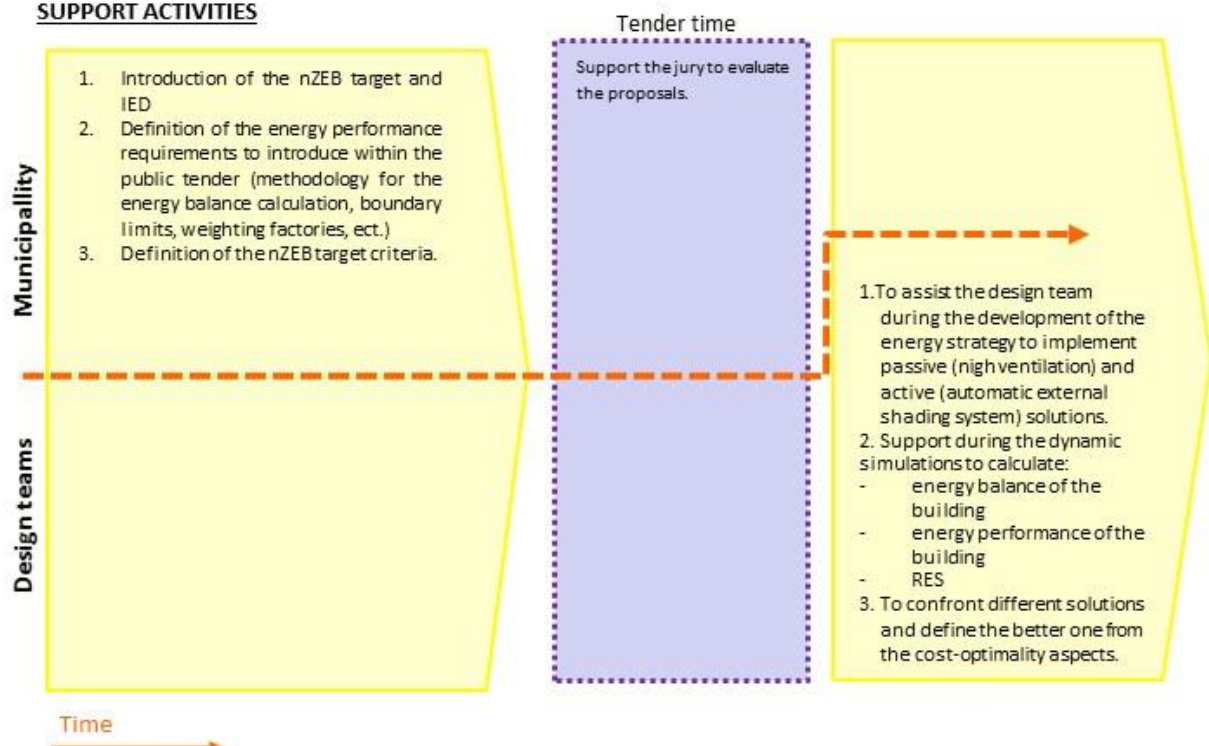 SUPPORT ACTIVITIES
Municipallity
Design teams
1. Introduction of the nZEB target and
IED
2. Definition of the energy performance
requirements to introduce within the
public tender (methodology for the
energy balance calculation, boundary
limits, weighting factories, ect.)
3. Definition of the nZEB target criteria.
Tender time
Support the jury to evaluate
the proposals.
1.To assist the design team
during the development of the
energy strategy to implement
passive (nigh ventilation) and
active (automatic external
shading system) solutions.
2. Support during the dynamic
simulations to calculate:
- energy balance of the
building
- energy performance of the
building
- RES
3. To confront different solutions
and define the better one from
the cost-optimality aspects.
Time